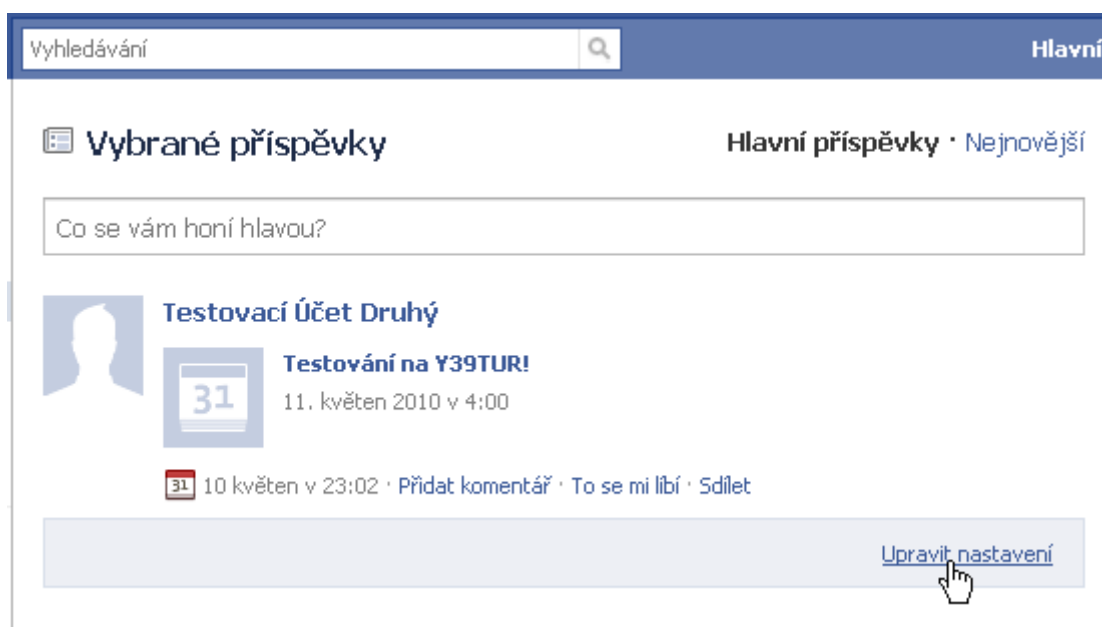 Vyhledávání
Hlavní
Vybrané příspěvky
Hlavní příspěvky · Nejnovější
Co se vám honí hlavou?
Testovací Účet Druhý
Testování na Y39TUR!
31
11. květen 2010 v 4:00
31 10 květen v 23:02 · Přidat komentář · To se mi líbí · Sdílet
Upravit nastavení